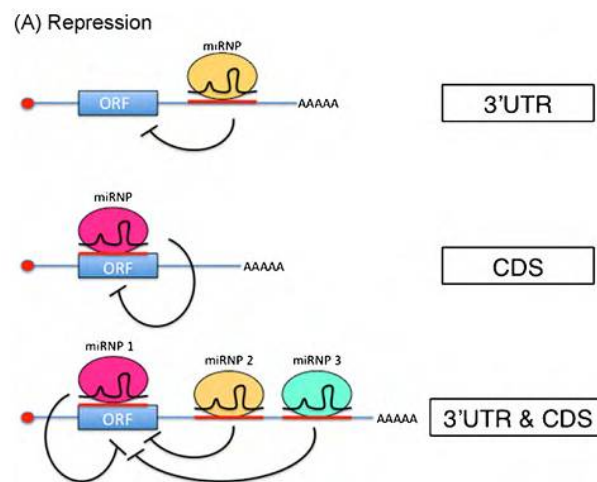 (A) Repression
miRNP
ORF
AAAAA
3'UTR
miRNP
ORF
AAAAA
CDS
miRNP 1
miRNP 2
miRNP 3
ORF
AAAAA
3'UTR & CDS